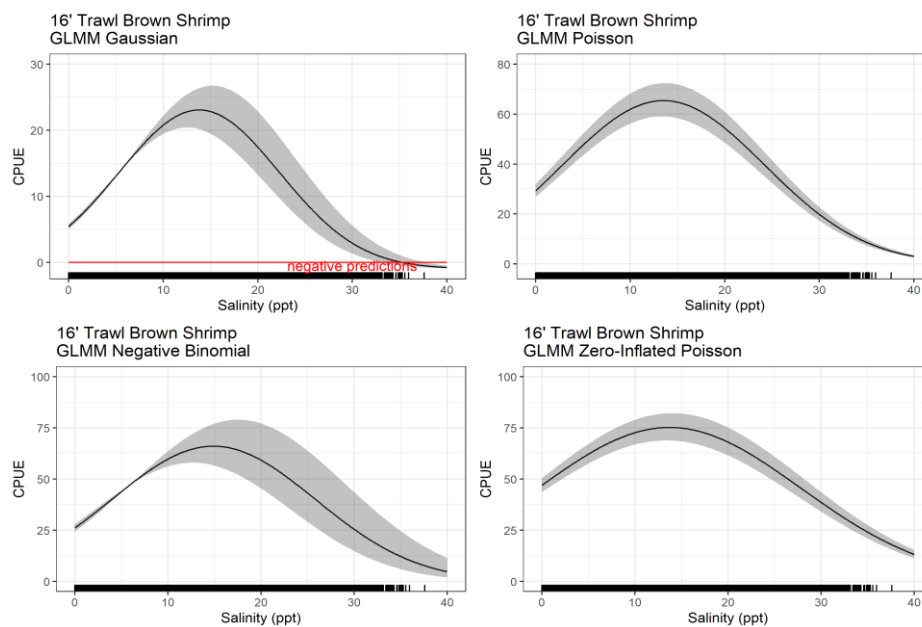 16' Trawl Brown Shrimp
GLMM Gaussian
30
20
10
0
CPUE
negative predictions
0
10
20
30
40
Salinity (ppt)
16' Trawl Brown Shrimp
GLMM Poisson
80
60
40
20
0
CPUE
0
10
20
30
40
Salinity (ppt)
16' Trawl Brown Shrimp
GLMM Negative Binomial
100
75
50
25
0
CPUE
0
10
20
30
40
Salinity (ppt)
16' Trawl Brown Shrimp
GLMM Zero-Inflated Poisson
100
75
50
25
0
CPUE
0
10
20
30
40
Salinity (ppt)